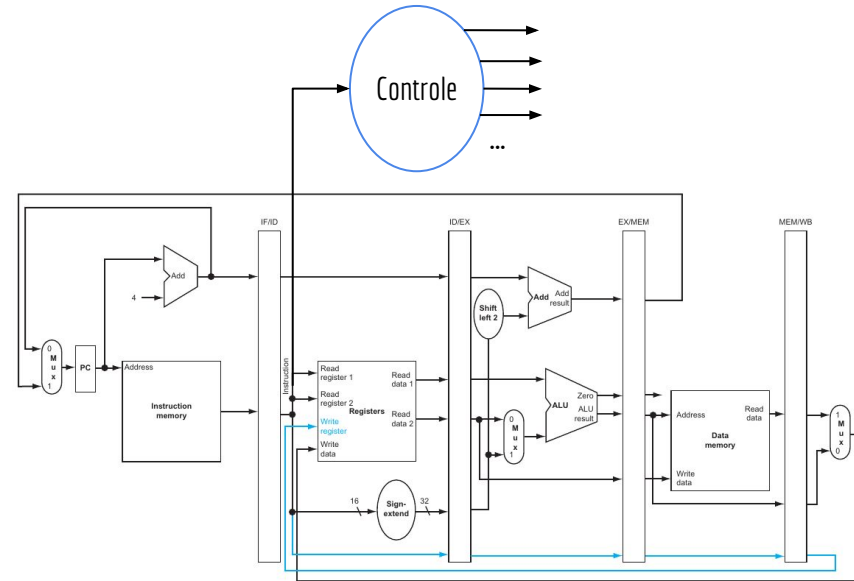 Controle
...
IF/ID
ID/EX
EX/MEM
MEM/WB
Add
4
Shift
left 2
Add
Add
result
0
M
u
x
1
PC
Address
Instruction
memory
Instruction
Read
register 1
Read
register 2
Write
register
Write
data
Registers
Read
data 1
Read
data 2
0
M
u
x
1
Zero
ALU
ALU
result
Address
Write
data
Read
data
Data
memory
1
M
u
x
0
16
Sign-
extend
32